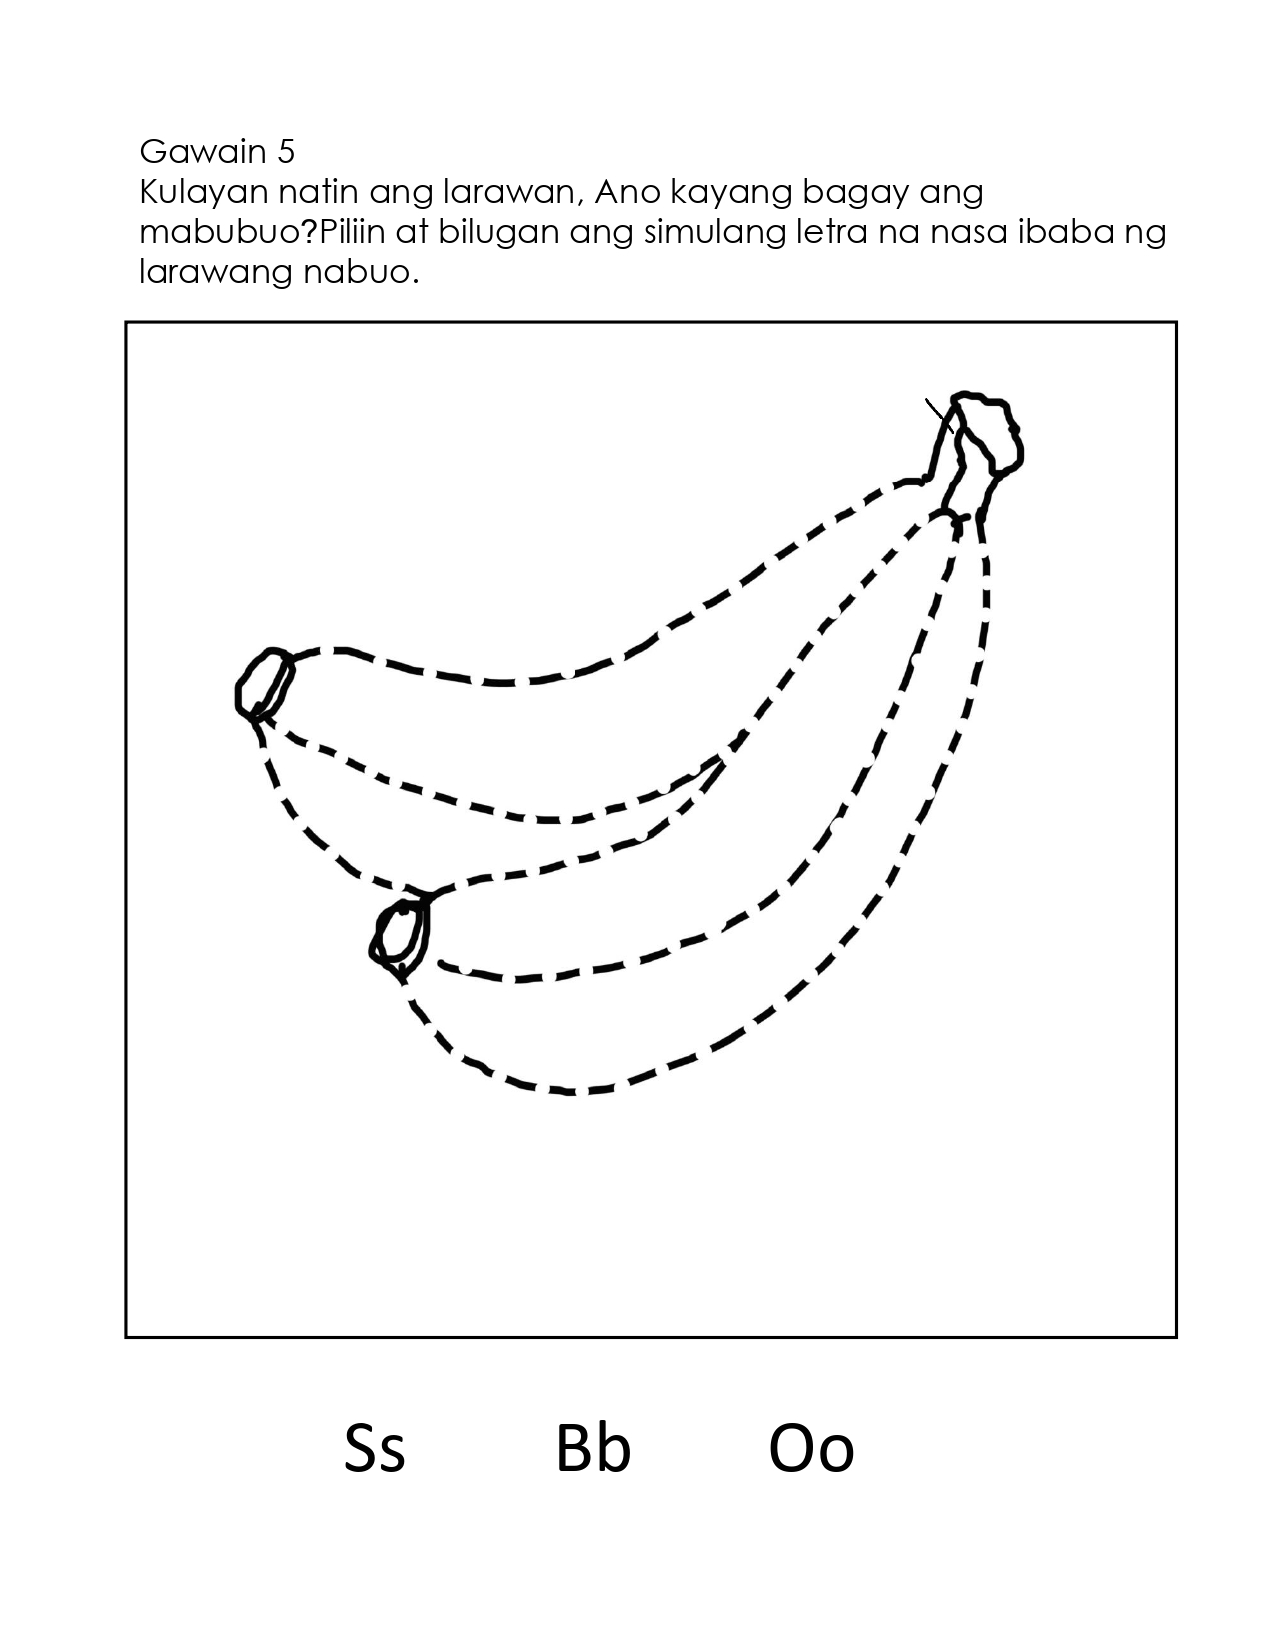 Gawain 5
Kulayan natin ang larawan, Ano kayang bagay ang
mabubuo?Piliin at bilugan ang simulang letra na nasa ibaba ng
larawang nabuo.
Ss Bb Oo